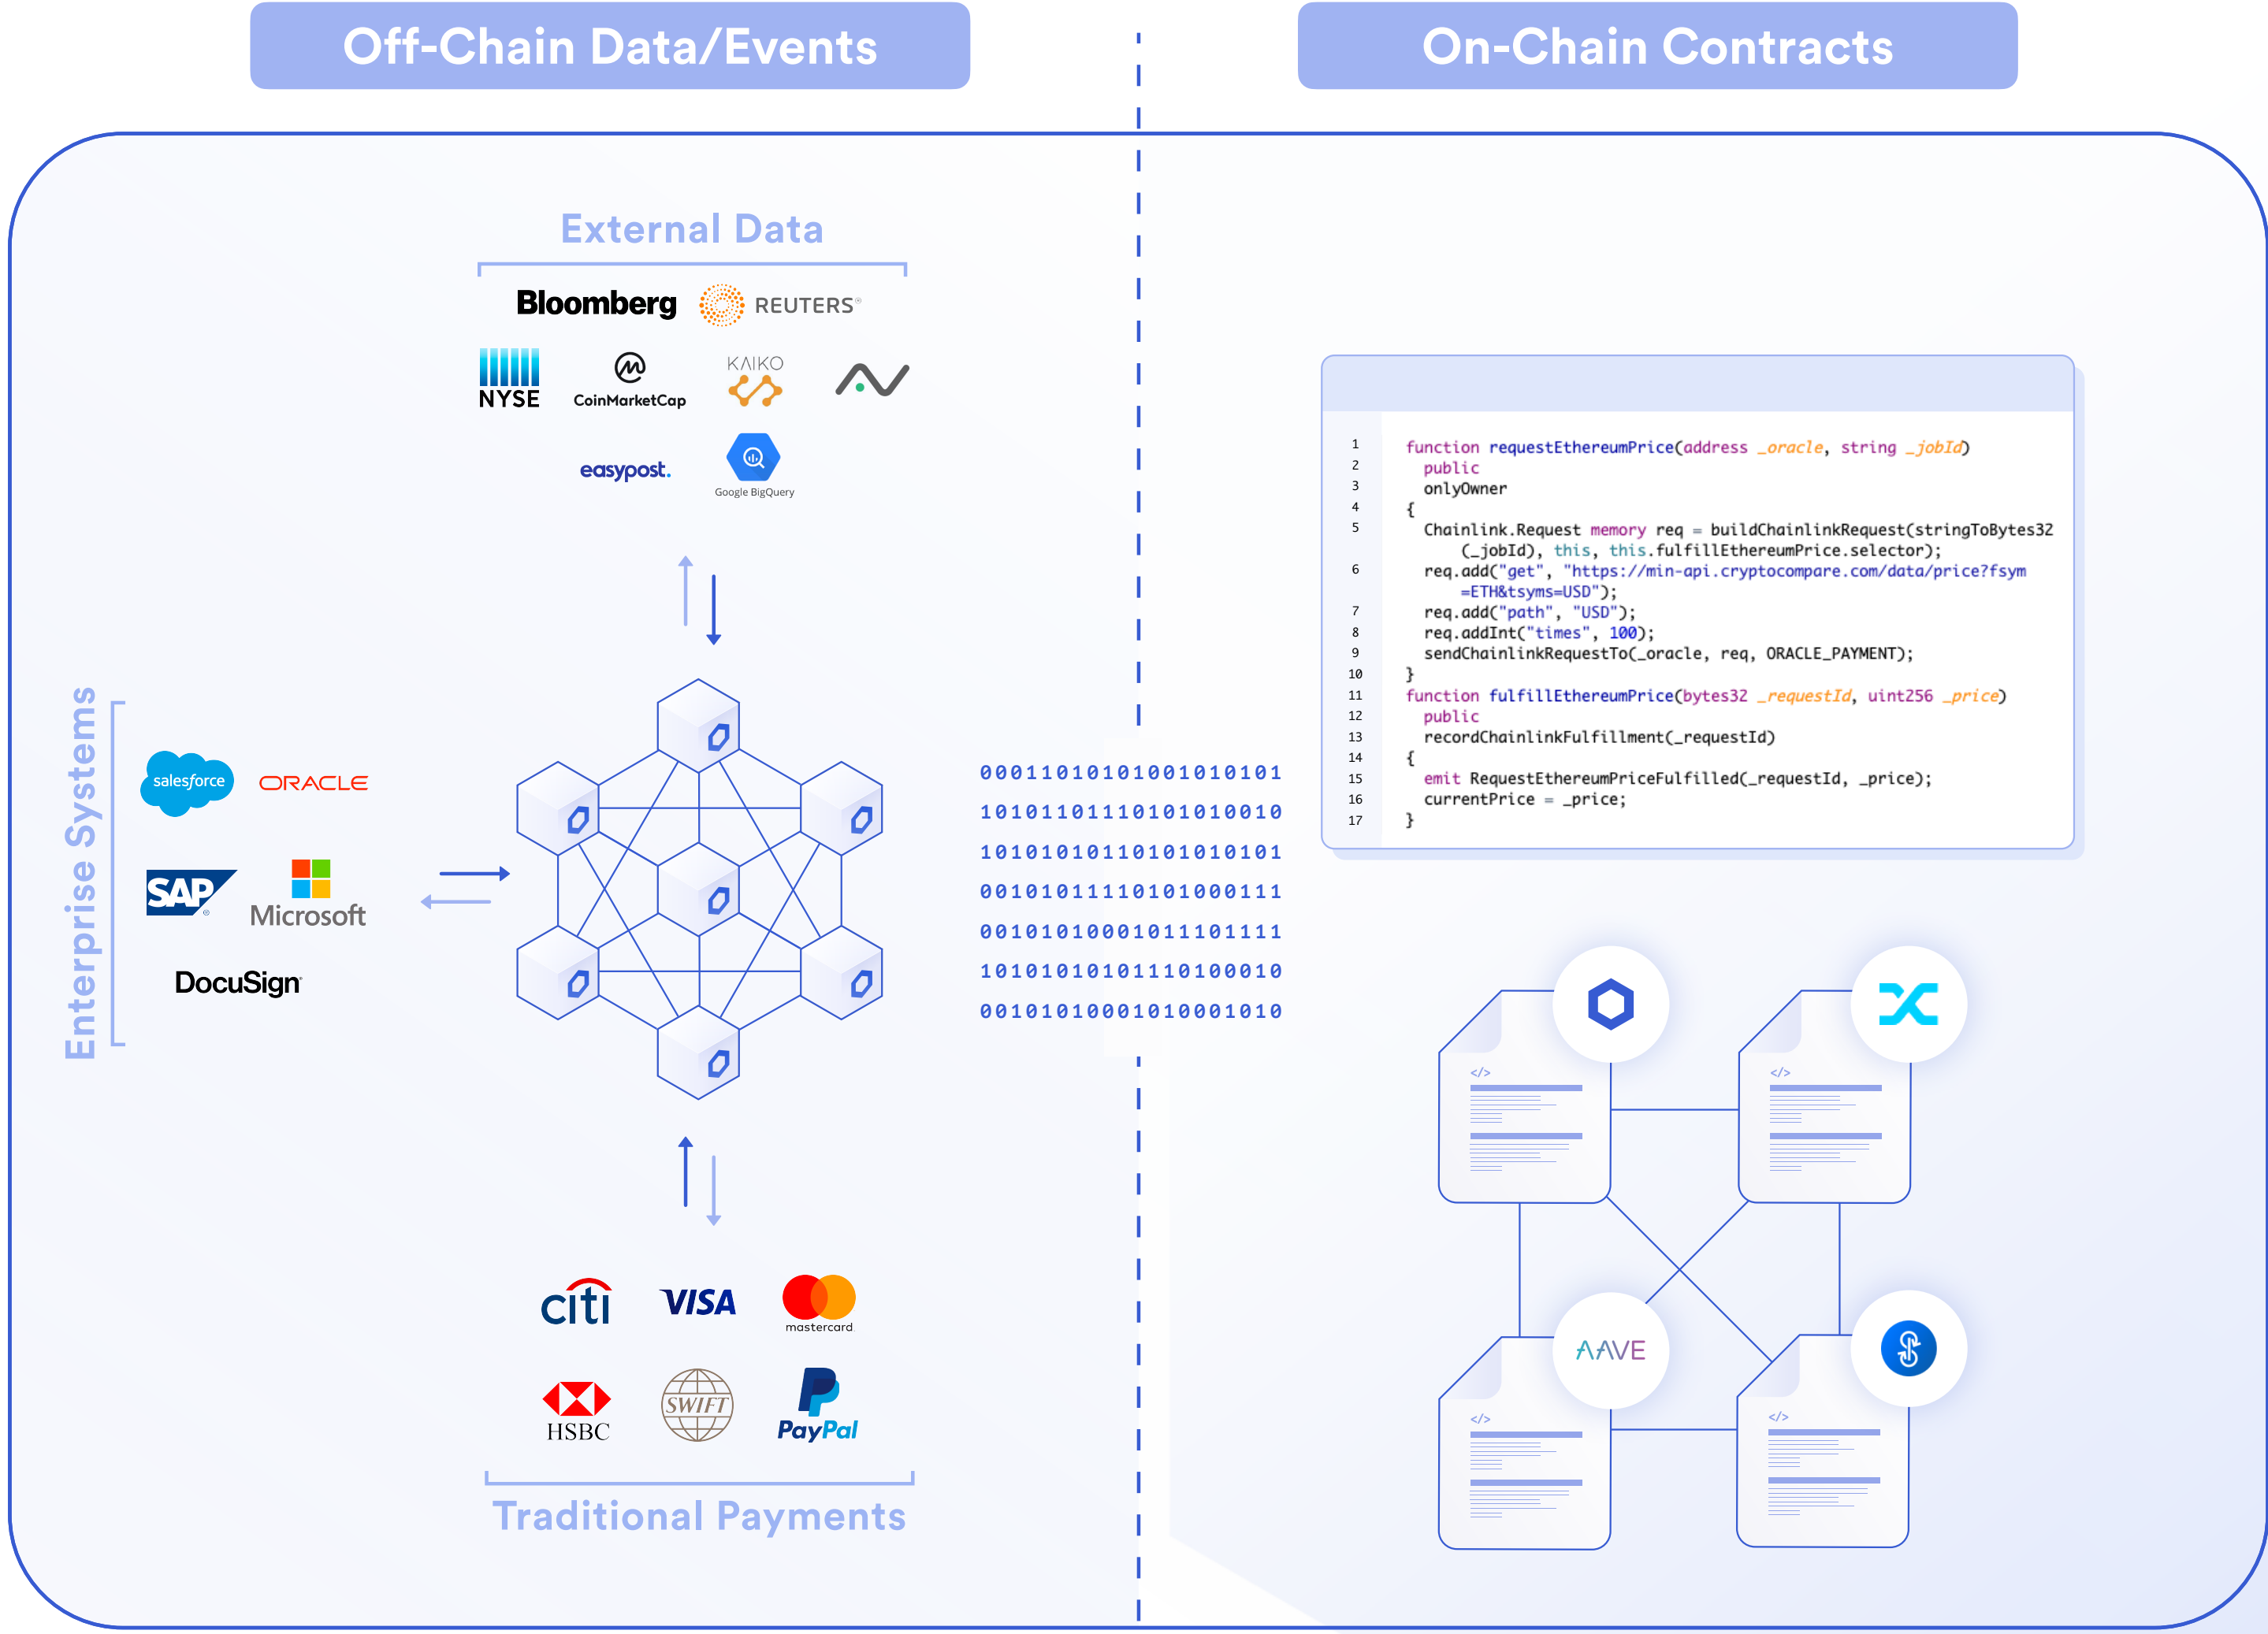 Off-Chain Data/Events
On-Chain Contracts
External Data
Bloomberg
REUTERS®
NYSE
CoinMarketCap
KAIKO
easypost.
Google BigQuery
Enterprise Systems
salesforce
ORACLE
SAP®
Microsoft
DocuSign
00011010101001010101
10101101110101010010
10101010110101010101
00101011110101000111
00101010001011101111
10101010101110100010
00101010001010001010
citi
VISA
mastercard
HSBC
SWIFT
PayPal
Traditional Payments
1 function requestEthereumPrice(address _oracle, string _jobId)
2 public
3 onlyOwner
4 {
5 Chainlink.Request memory req = buildChainlinkRequest(stringToBytes32
(_jobId), this, this.fulfillEthereumPrice.selector);
6 req.add("get", "https://min-api.cryptocompare.com/data/price?fsym
=ETH&tsyms=USD");
7 req.add("path", "USD");
8 req.addInt("times", 100);
9 sendChainlinkRequestTo(_oracle, req, ORACLE_PAYMENT);
10 }
11 function fulfillEthereumPrice(bytes32 _requestId, uint256 _price)
12 public
13 recordChainlinkFulfillment(_requestId)
14 {
15 emit RequestEthereumPriceFulfilled(_requestId, _price);
16 currentPrice = _price;
17 }
</>
</>
AAVE
</>
</>